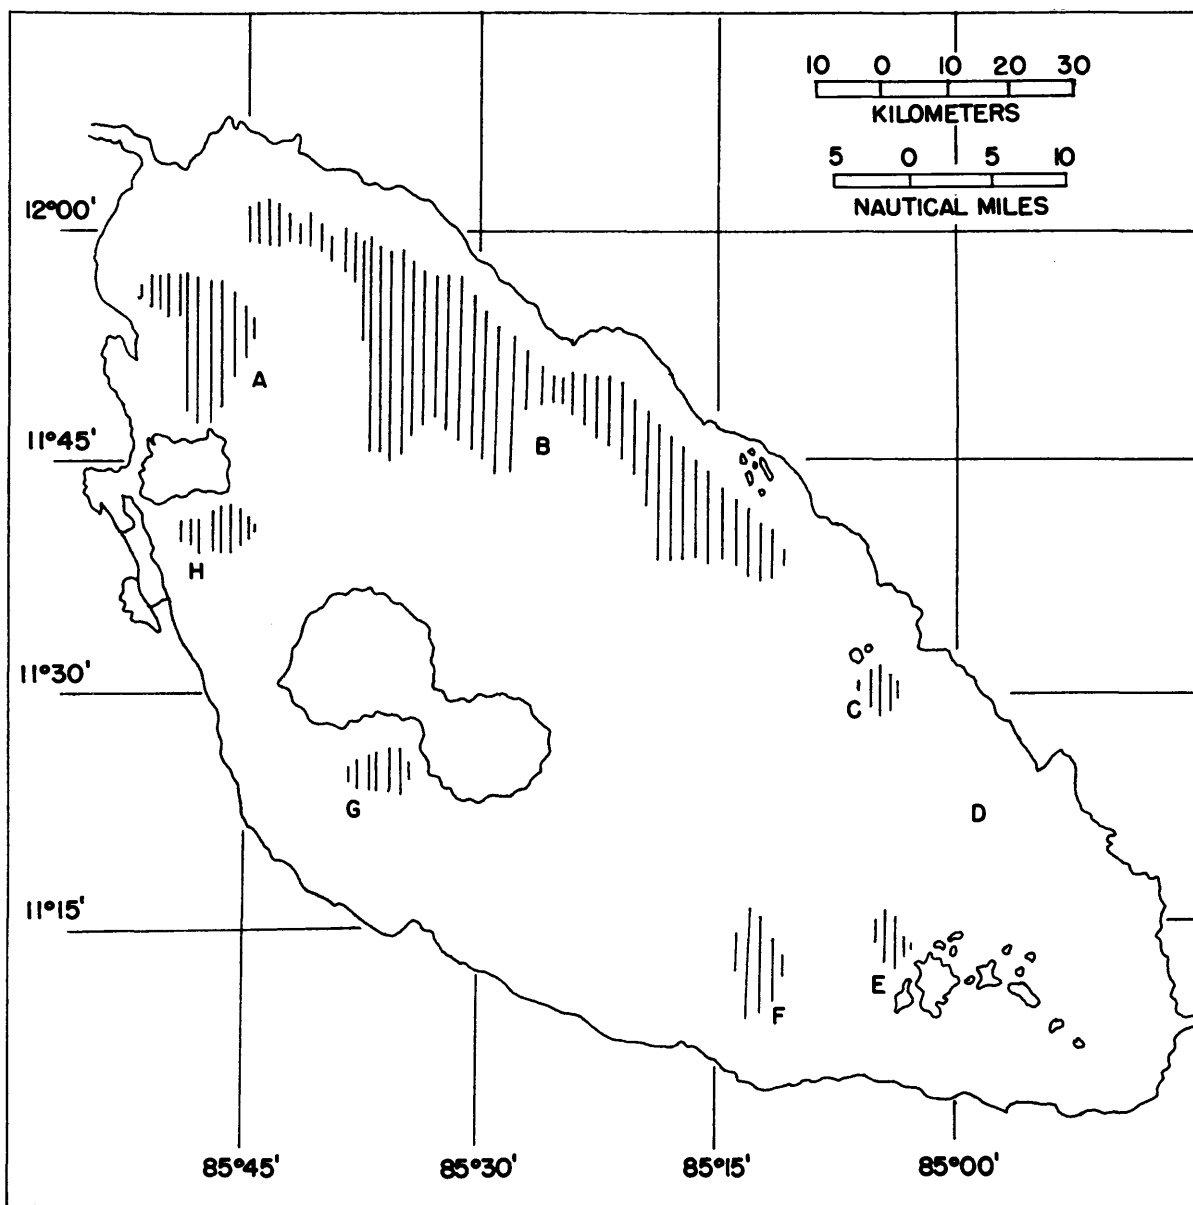 10 0 10 20 30
KILOMETERS
5 0 5 10
NAUTICAL MILES
12°00'
A
11°45'
B
H
11°30'
C
G
D
11°15'
E
F
85°45' 85°30' 85°15' 85°00'